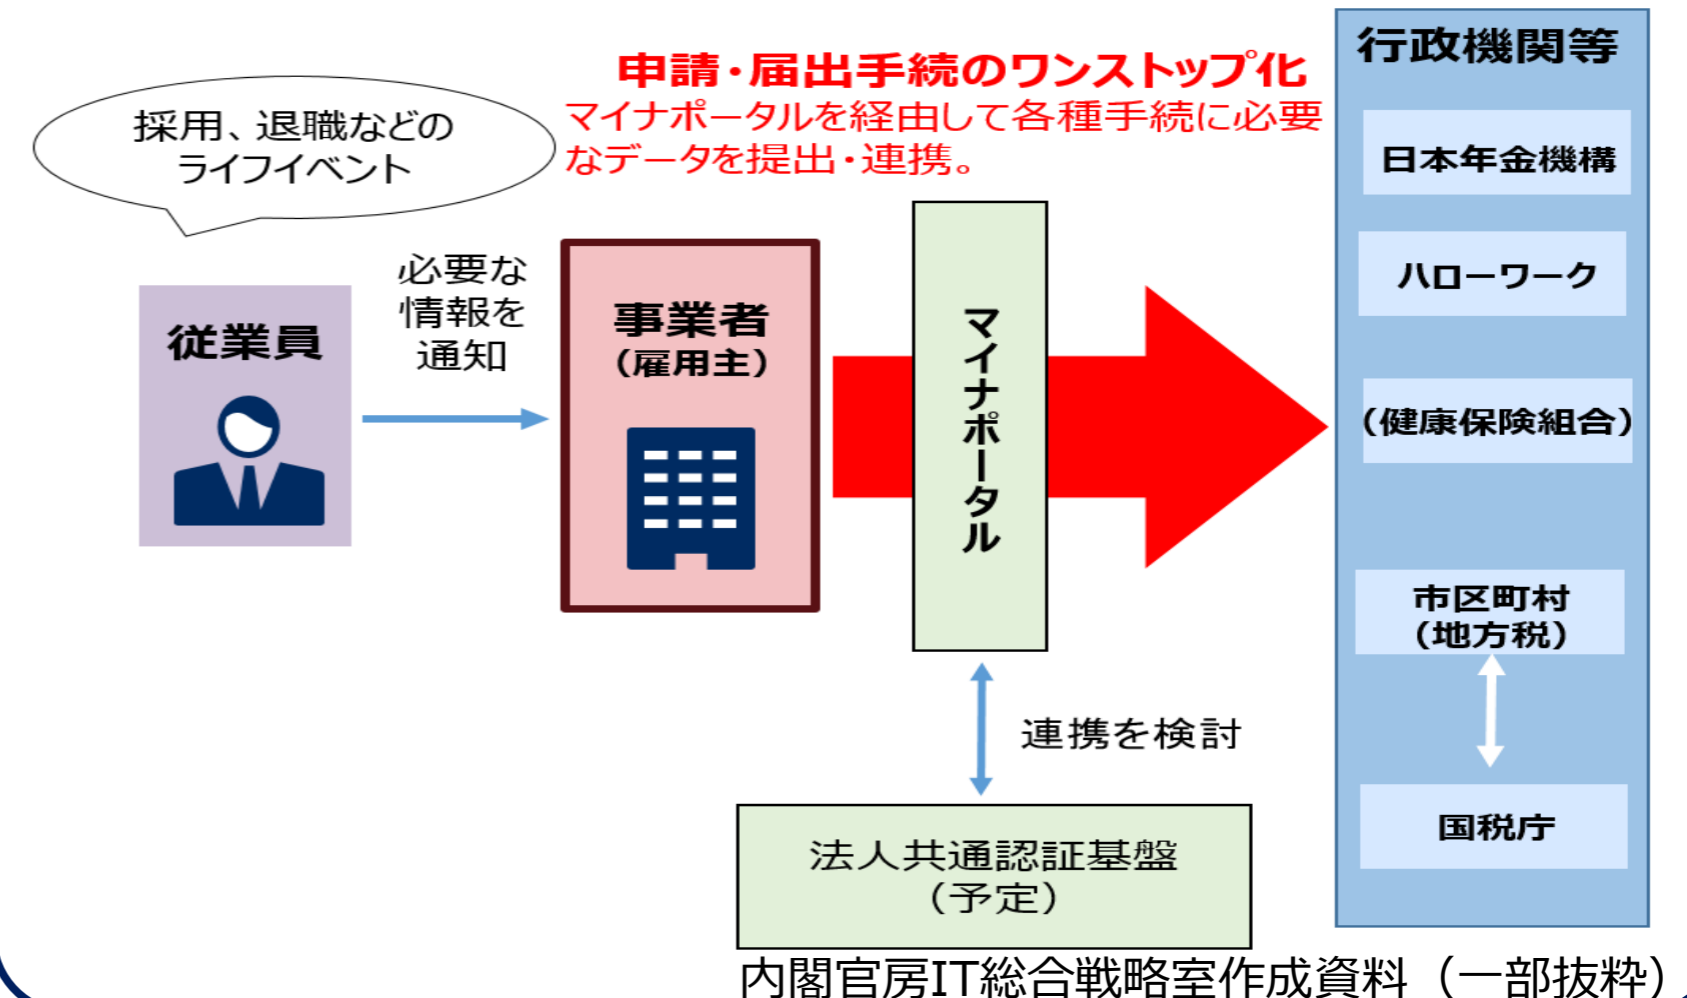 行政機関等
申請・届出手続のワンストップ化
マイナポータルを経由して各種手続に必要
なデータを提出・連携。
採用、退職などの
ライフイベント
従業員
必要な
情報を
通知
事業者
（雇用主）
マイナポータル
日本年金機構
ハローワーク
（健康保険組合）
市区町村
（地方税）
国税庁
連携を検討
法人共通認証基盤
（予定）
内閣官房IT総合戦略室作成資料（一部抜粋）